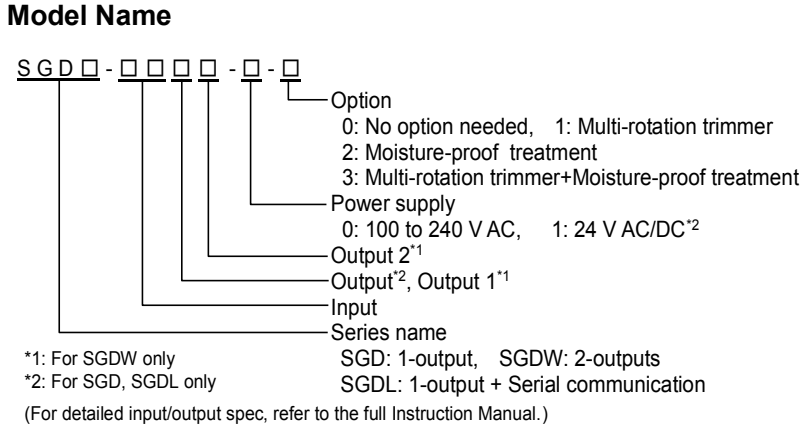 Model Name
S G D □ - □ □ □ □ - □ - □
Option
0: No option needed, 1: Multi-rotation trimmer
2: Moisture-proof treatment
3: Multi-rotation trimmer+Moisture-proof treatment
Power supply
0: 100 to 240 V AC, 1: 24 V AC/DC*2
Output 2*1
Output*2, Output 1*1
Input
Series name
SGD: 1-output, SGDW: 2-outputs
SGDL: 1-output + Serial communication
*1: For SGDW only
*2: For SGD, SGDL only
(For detailed input/output spec, refer to the full Instruction Manual.)